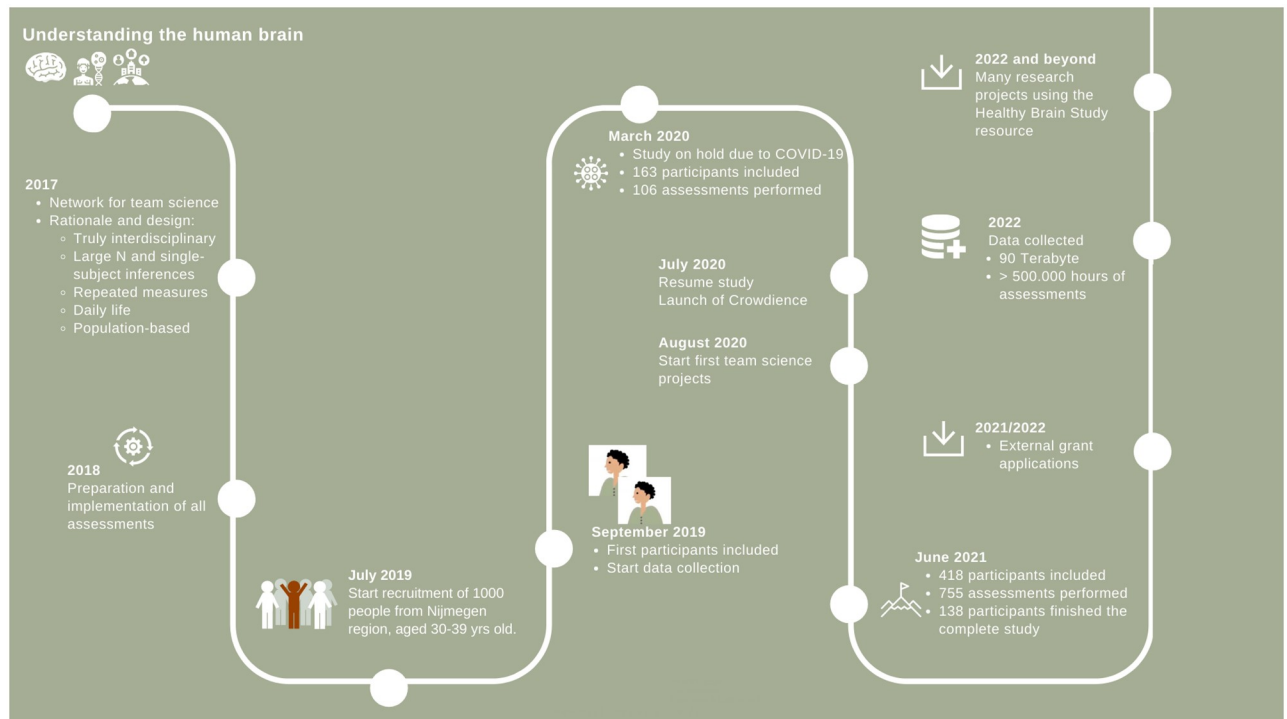 Understanding the human brain
2017
• Network for team science
• Rationale and design:
◦ Truly interdisciplinary
◦ Large N and single-
subject inferences
◦ Repeated measures
◦ Daily life
◦ Population-based
2018
Preparation and
implementation of all
assessments
July 2019
Start recruitment of 1000
people from Nijmegen
region, aged 30-39 yrs old.
September 2019
• First participants included
• Start data collection
March 2020
• Study on hold due to COVID-19
• 163 participants included
• 106 assessments performed
July 2020
Resume study
Launch of Crowdience
August 2020
Start first team science
projects
June 2021
• 418 participants included
• 755 assessments performed
• 138 participants finished the
complete study
2021/2022
• External grant
applications
2022
Data collected
• 90 Terabyte
• > 500.000 hours of
assessments
2022 and beyond
Many research
projects using the
Healthy Brain Study
resource